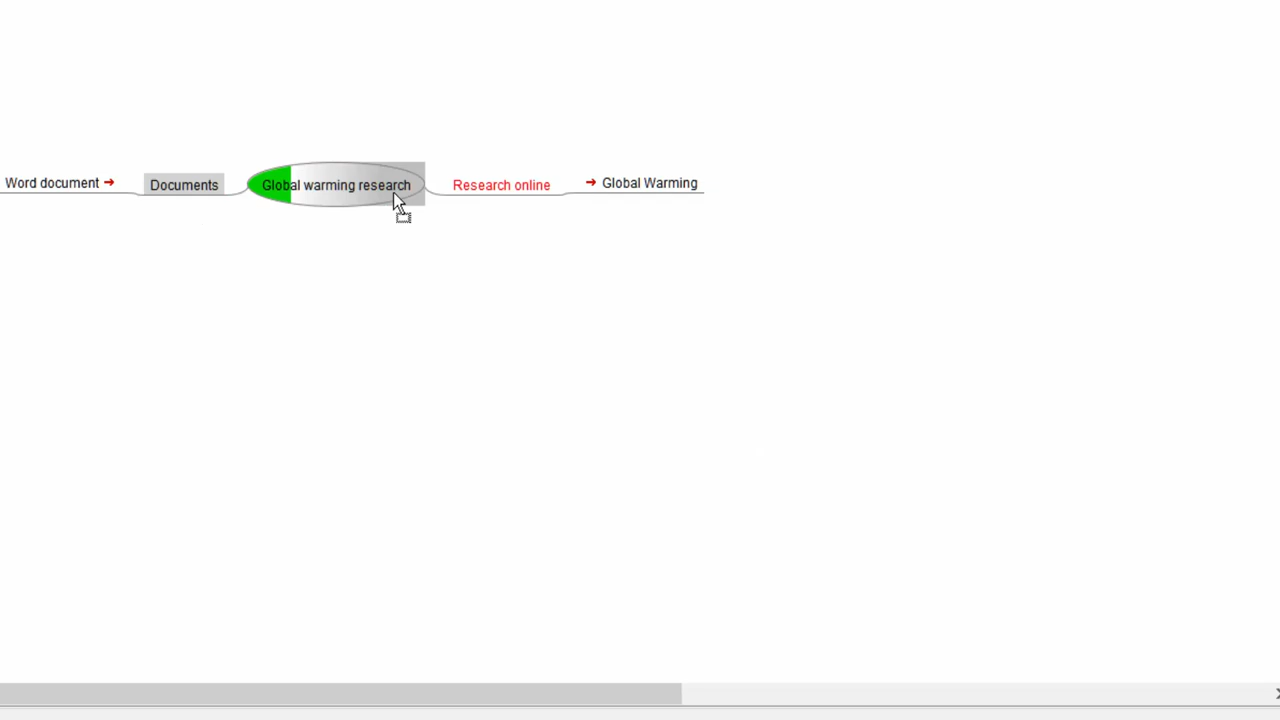 Word document
Documents
Global warming research
Research online
Global Warming